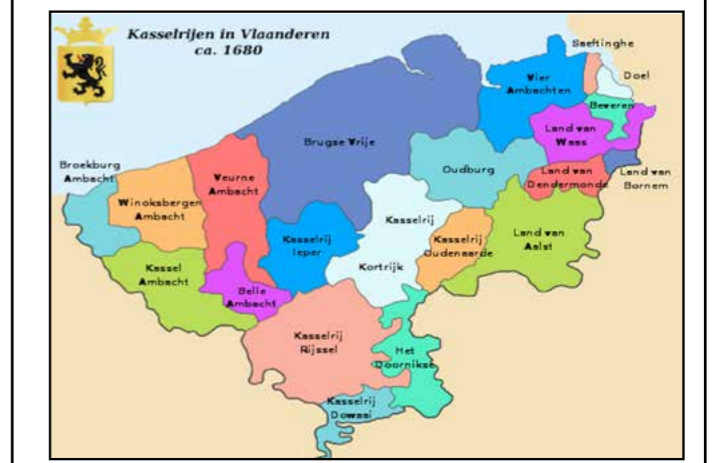 Kasselrijen in Vlaanderen
ca. 1680
Saeftinghe
Doel
Vier
Ambachten
Beveren
Land van
Waas
Brugse Vrije
Broekburg
Ambacht
Veurne
Ambacht
Oudburg
Land van
Dendermonde
Land van
Bornem
Winoksbergen
Ambacht
Kasselrij
Kortrijk
Kasselrij
Ieper
Kasselrij
Oudenaarde
Land van
Aalst
Kassel
Ambacht
Belle
Ambacht
Kasselrij
Rijssel
Het
Doornikse
Kasselrij
Dowaai